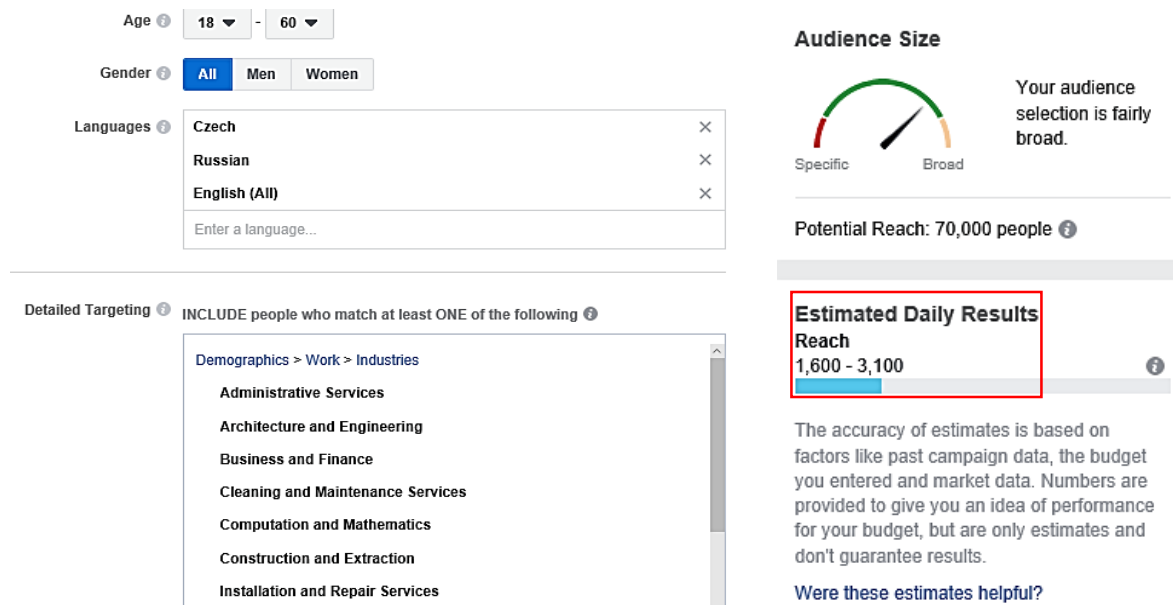 Age
18 - 60
Gender
All Men Women
Languages
Czech
Russian
English (All)
Enter a language...
Detailed Targeting
INCLUDE people who match at least ONE of the following
Demographics > Work > Industries
Administrative Services
Architecture and Engineering
Business and Finance
Cleaning and Maintenance Services
Computation and Mathematics
Construction and Extraction
Installation and Repair Services
Audience Size
Specific
Broad
Your audience
selection is fairly
broad.
Potential Reach: 70,000 people
Estimated Daily Results
Reach
1,600 - 3,100
The accuracy of estimates is based on
factors like past campaign data, the budget
you entered and market data. Numbers are
provided to give you an idea of performance
for your budget, but are only estimates and
don't guarantee results.
Were these estimates helpful?